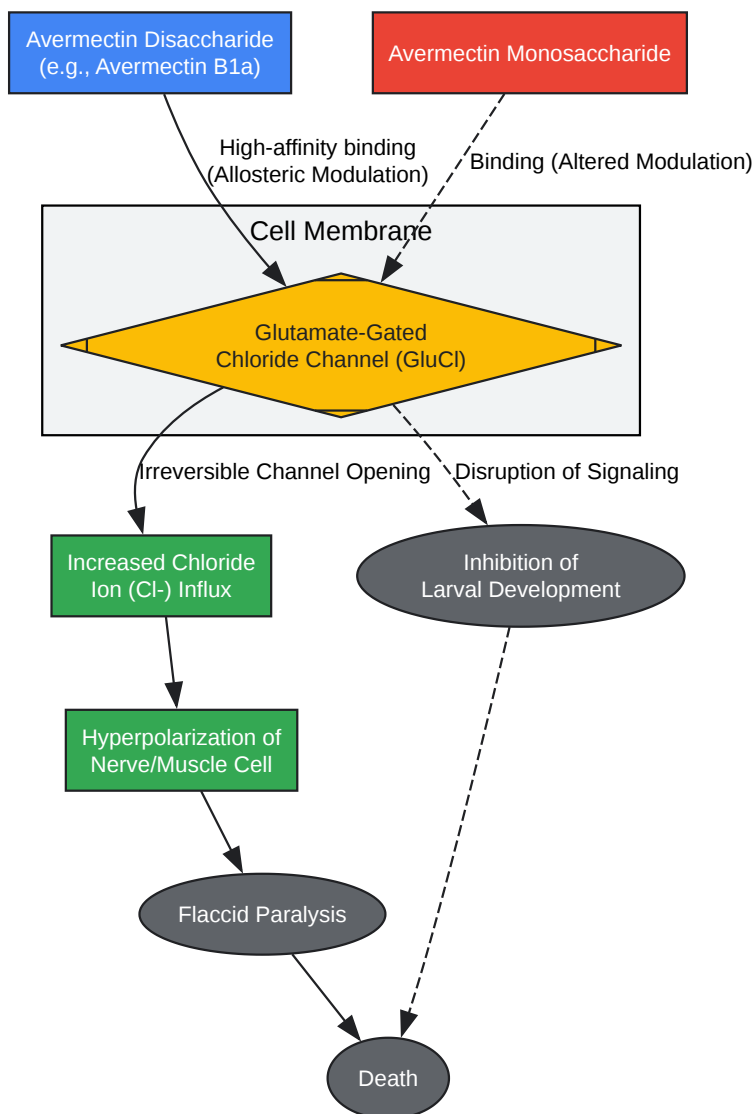 Avermectin Disaccharide
(e.g., Avermectin B1a)
Avermectin Monosaccharide
High-affinity binding
(Allosteric Modulation)
Binding (Altered Modulation)
Cell Membrane
Glutamate-Gated
Chloride Channel (GluCl)
Irreversible Channel Opening
Disruption of Signaling
Increased Chloride
Ion (Cl-) Influx
Inhibition of
Larval Development
Hyperpolarization of
Nerve/Muscle Cell
Flaccid Paralysis
Death